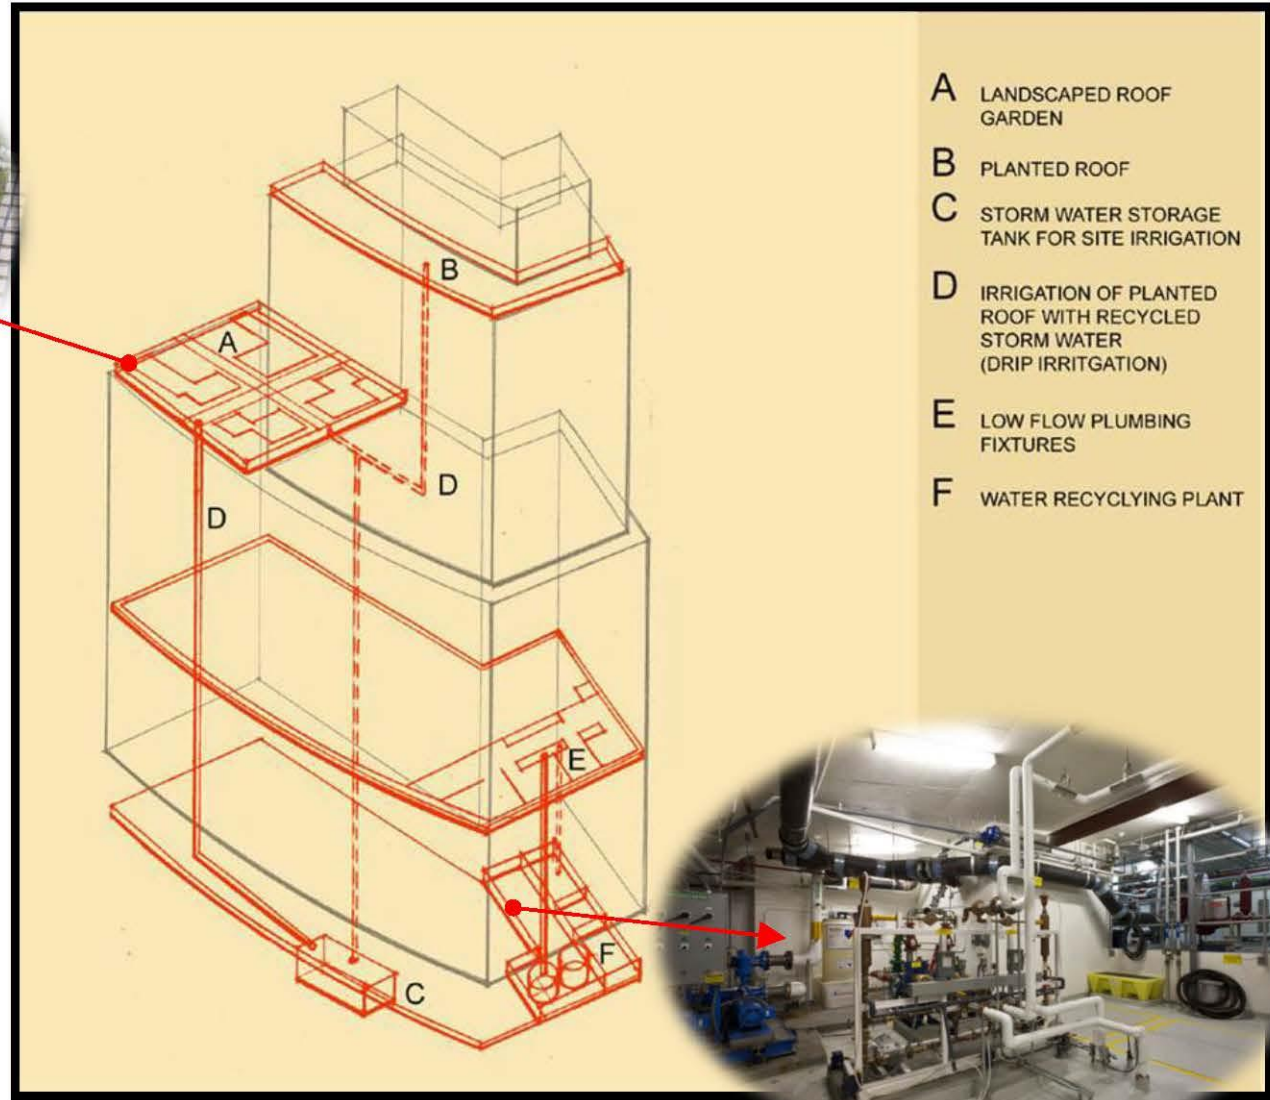 A LANDSCAPED ROOF
GARDEN
B PLANTED ROOF
C STORM WATER STORAGE
TANK FOR SITE IRRIGATION
D IRRIGATION OF PLANTED
ROOF WITH RECYCLED
STORM WATER
(DRIP IRRITGATION)
E LOW FLOW PLUMBING
FIXTURES
F WATER RECYCLYING PLANT
B
A
D
D
E
F
C